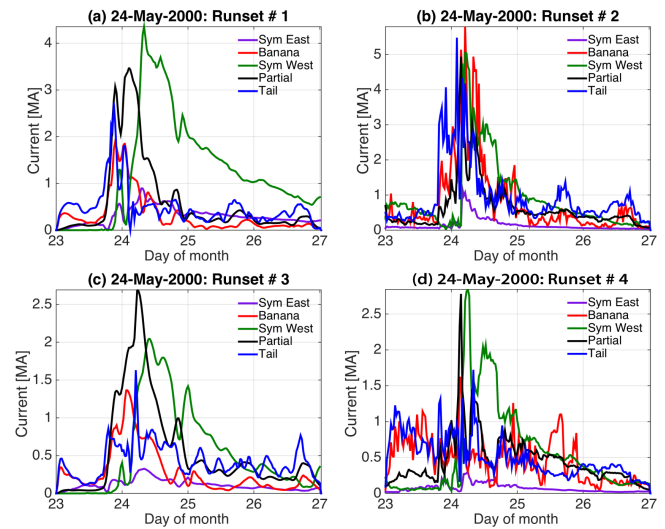 (a) 24-May-2000: Runset # 1
Current [MA]
4
3
2
1
0
Sym East
Banana
Sym West
Partial
Tail
23 24 25 26 27
Day of month
(b) 24-May-2000: Runset # 2
Current [MA]
5
4
3
2
1
0
Sym East
Banana
Sym West
Partial
Tail
23 24 25 26 27
Day of month
(c) 24-May-2000: Runset # 3
Current [MA]
2.5
2
1.5
1
0.5
0
Sym East
Banana
Sym West
Partial
Tail
23 24 25 26 27
Day of month
(d) 24-May-2000: Runset # 4
Current [MA]
2.5
2
1.5
1
0.5
0
Sym East
Banana
Sym West
Partial
Tail
23 24 25 26 27
Day of month